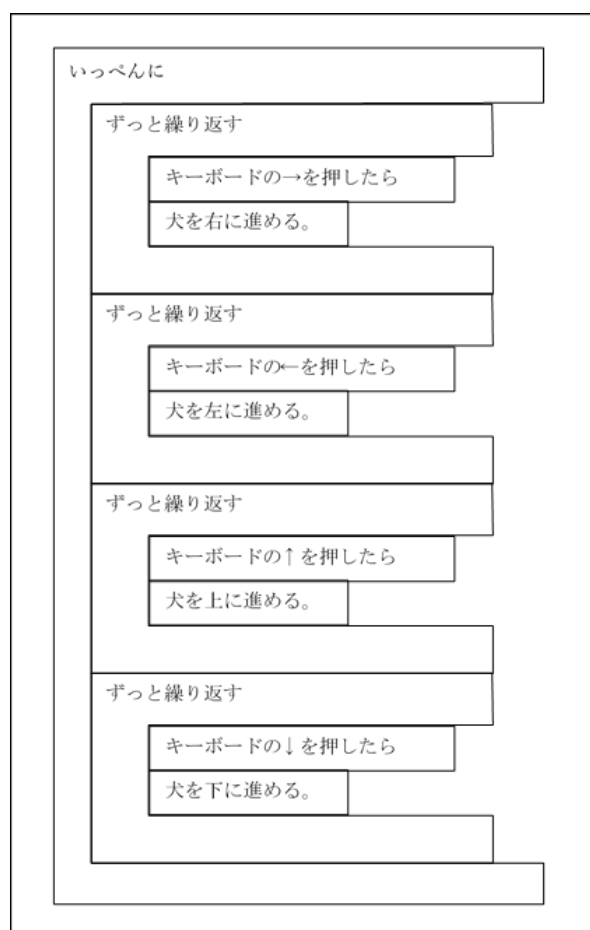 いっぺんに
ずっと繰り返す
キーボードの→を押したら
犬を右に進める。
ずっと繰り返す
キーボードの←を押したら
犬を左に進める。
ずっと繰り返す
キーボードの↑を押したら
犬を上に進める。
ずっと繰り返す
キーボードの↓を押したら
犬を下に進める。